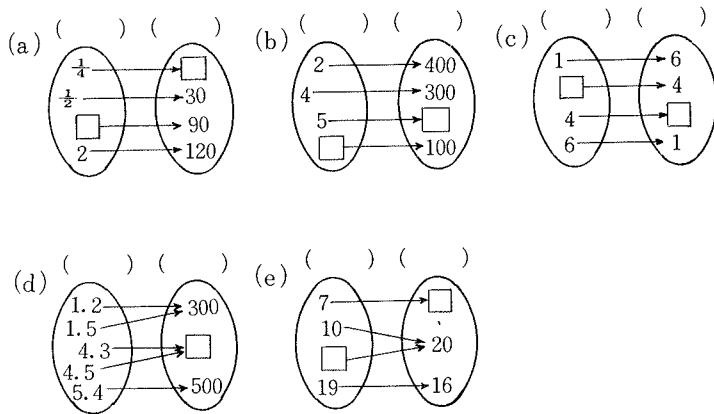 (a) ( ) ( )
1/4 → □
1/2 → 30
□ → 90
2 → 120
(b) ( ) ( )
2 → 400
4 → 300
5 → □
□ → 100
(c) ( ) ( )
1 → 6
□ → 4
4 → □
6 → 1
(d) ( ) ( )
1.2 → 300
1.5
4.3 → □
4.5
5.4 → 500
(e) ( ) ( )
7 → □
10 → 20
□
19 → 16